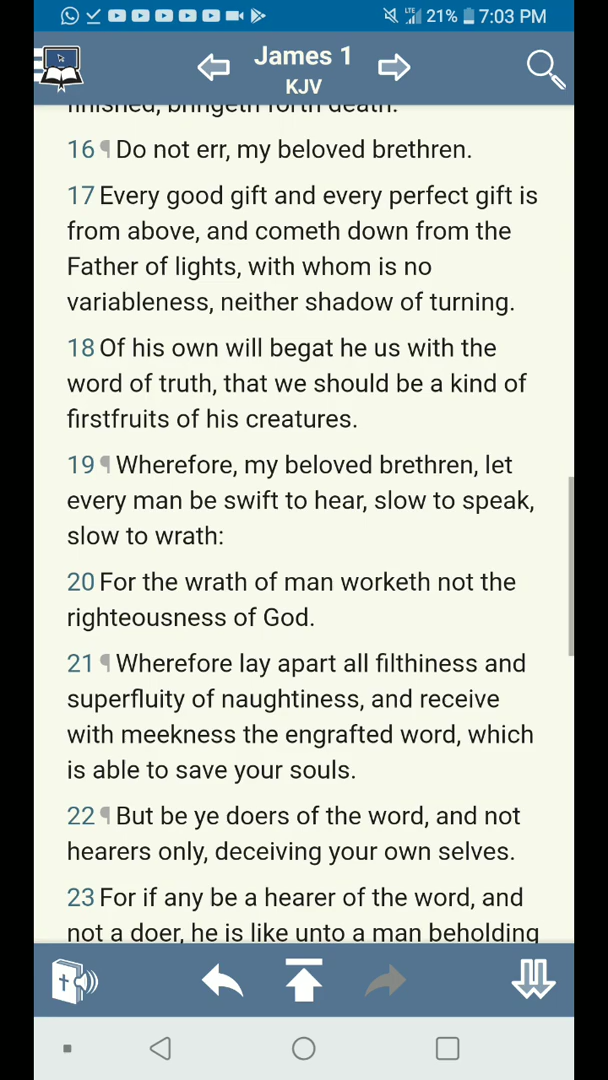 LTE 21% 7:03 PM
James 1
KJV
finished, bringeth forth death.
16 ¶ Do not err, my beloved brethren.
17 Every good gift and every perfect gift is
from above, and cometh down from the
Father of lights, with whom is no
variableness, neither shadow of turning.
18 Of his own will begat he us with the
word of truth, that we should be a kind of
firstfruits of his creatures.
19 ¶ Wherefore, my beloved brethren, let
every man be swift to hear, slow to speak,
slow to wrath:
20 For the wrath of man worketh not the
righteousness of God.
21 ¶ Wherefore lay apart all filthiness and
superfluity of naughtiness, and receive
with meekness the engrafted word, which
is able to save your souls.
22 ¶ But be ye doers of the word, and not
hearers only, deceiving your own selves.
23 For if any be a hearer of the word, and
not a doer, he is like unto a man beholding